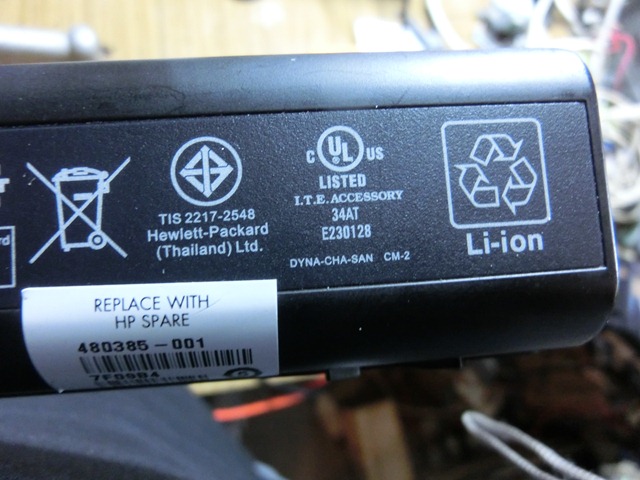 TIS 2217-2548
Hewlett-Packard
(Thailand) Ltd.
C UL US
LISTED
I.T.E. ACCESSORY
34AT
E230128
DYNA-CHA-SAN CM-2
Li-ion
REPLACE WITH
HP SPARE
480385-001